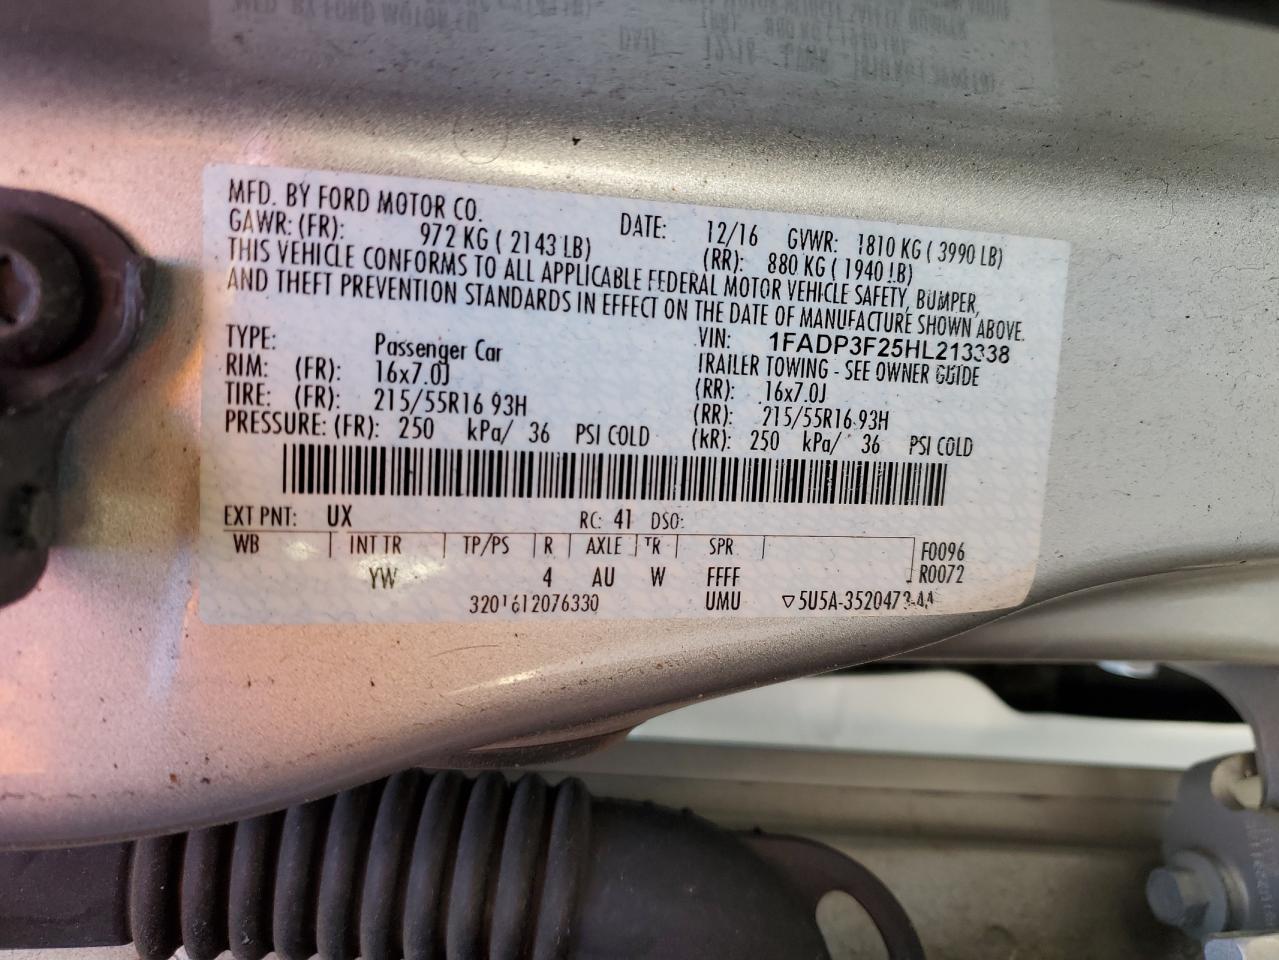 MFD. BY FORD MOTOR CO. DATE: 12/16 GVWR: 1810 KG ( 3990 LB)
GAWR: (FR): 972 KG ( 2143 LB) (RR): 880 KG ( 1940 LB)
THIS VEHICLE CONFORMS TO ALL APPLICABLE FEDERAL MOTOR VEHICLE SAFETY, BUMPER,
AND THEFT PREVENTION STANDARDS IN EFFECT ON THE DATE OF MANUFACTURE SHOWN ABOVE.
VIN: 1FADP3F25HL213338
TYPE: Passenger Car TRAILER TOWING - SEE OWNER GUIDE
RIM: (FR): 16x7.0J (RR): 16x7.0J
TIRE: (FR): 215/55R16 93H (RR): 215/55R16 93H
PRESSURE: (FR): 250 kPa/ 36 PSI COLD (RR): 250 kPa/ 36 PSI COLD
EXT PNT: UX RC: 41 DSO:
WB INT TR TP/PS R AXLE TR SPR F0096
YW 4 AU W FFFF R0072
3201612076330 UMU ▽5U5A-3520472-AA